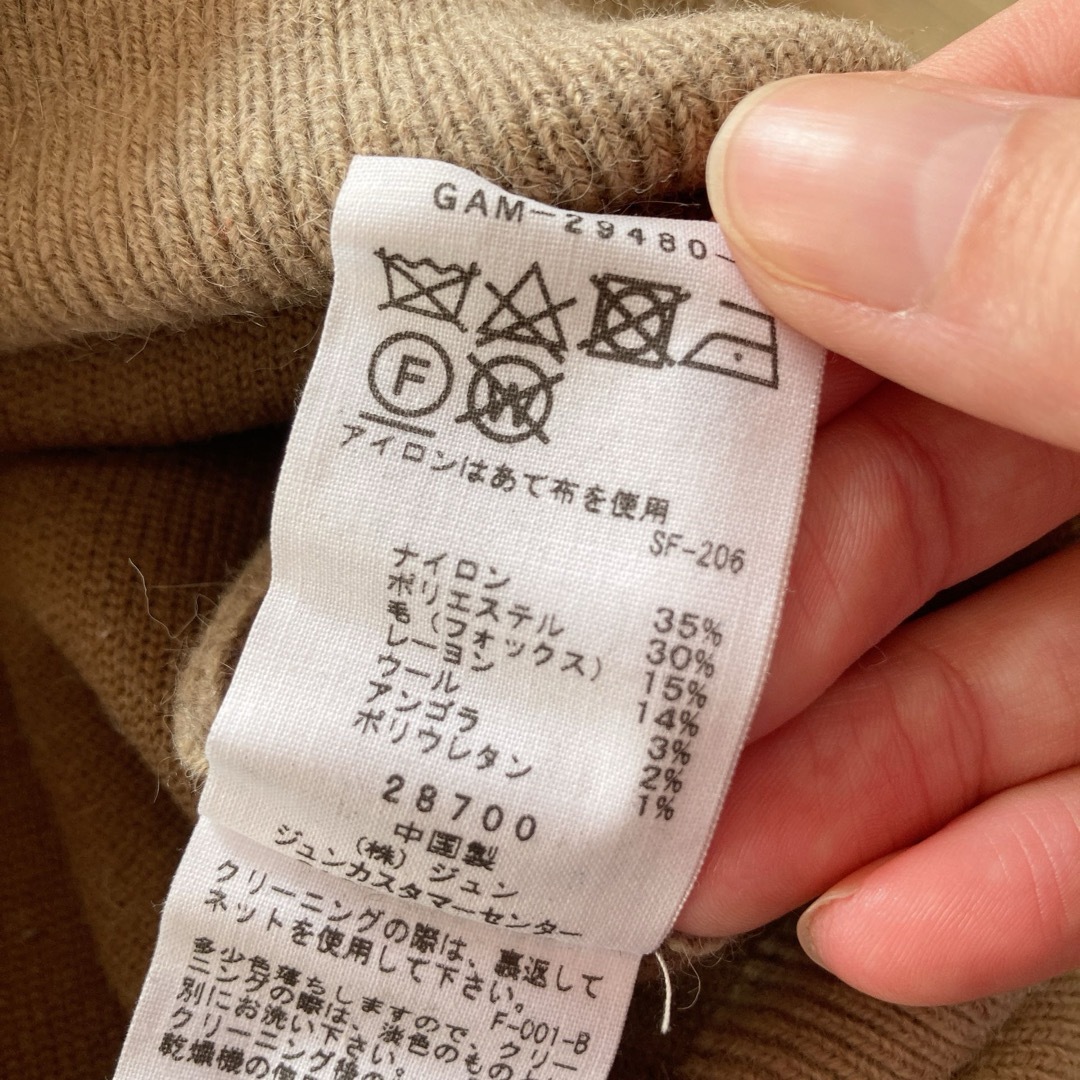 GAM-29480-
F
W
アイロンはあて布を使用
SF-206
ナイロン 35%
ポリエステル 30%
毛(フォックス) 15%
レーヨン 14%
ウール 3%
アンゴラ 2%
ポリウレタン 1%
28700
中国製
(株)ジュン
ジュンカスタマーセンター
クリーニングの際は、裏返して
ネットを使用して下さい。
F-001-B
多少色落ちしますので、クリー
ニングの際は、淡色のもの
別にお洗い下さい。
クリーニング
乾燥機の使用